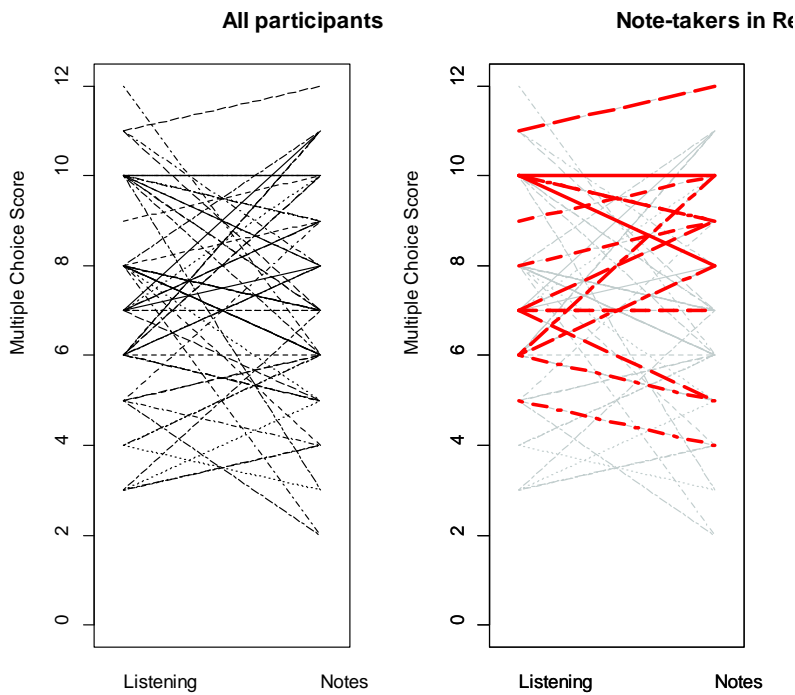 All participants
Multiple Choice Score
12
10
8
6
4
2
0
Listening Notes
Note-takers in Re
Multiple Choice Score
12
10
8
6
4
2
0
Listening Notes